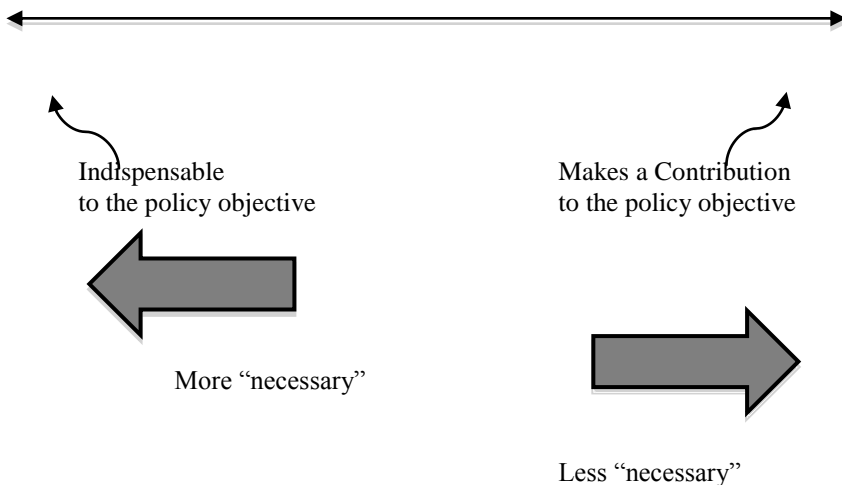 Indispensable
to the policy objective
Makes a Contribution
to the policy objective
More “necessary”
Less “necessary”